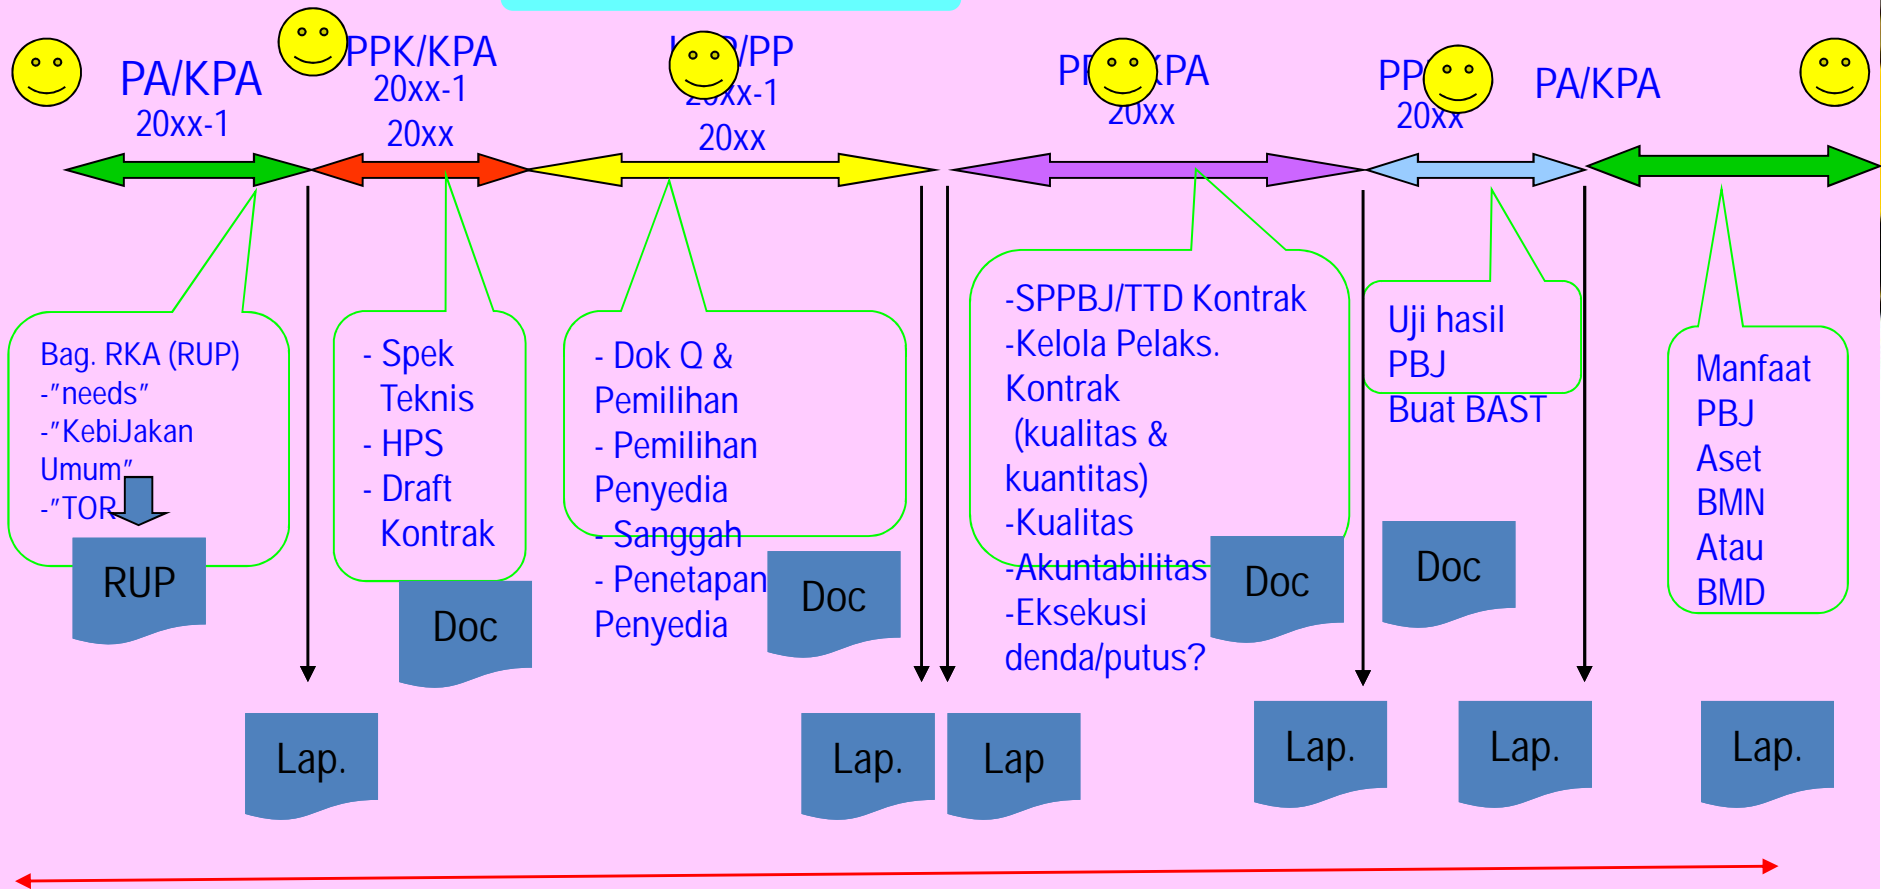 PA/KPA
20xx-1
PPK/KPA
20xx-1
20xx
/PP
20xx-1
20xx
KPA
20xx
PP
20xx
PA/KPA
Bag. RKA (RUP)
-"needs"
-"KebiJakan
Umum"
-"TOR
RUP
- Spek
Teknis
- HPS
- Draft
Kontrak
Doc
- Dok Q &
Pemilihan
- Pemilihan
Penyedia
- Sanggah
- Penetapan
Penyedia
Doc
-SPPBJ/TTD Kontrak
-Kelola Pelaks.
Kontrak
(kualitas &
kuantitas)
-Kualitas
-Akuntabilitas
-Eksekusi
denda/putus?
Doc
Uji hasil
PBJ
Buat BAST
Doc
Manfaat
PBJ
Aset
BMN
Atau
BMD
Lap.
Lap.
Lap
Lap.
Lap.
Lap.